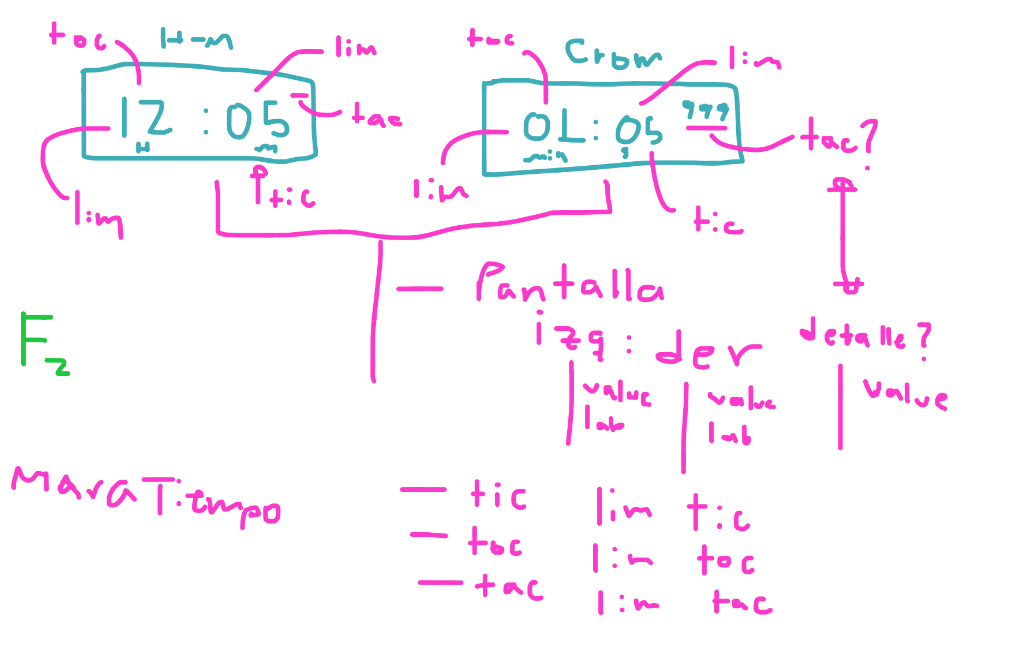 toc H-m lim
toc Crom lim
12 : 05 tac
H m
01 : 05 999 tac?
min s
lim tic
lim tic
Pantalla
izq : der detalle?
value value value
lab lab
F2
MaraTiempo
- tic lim tic
- toc lim toc
- tac lim tac